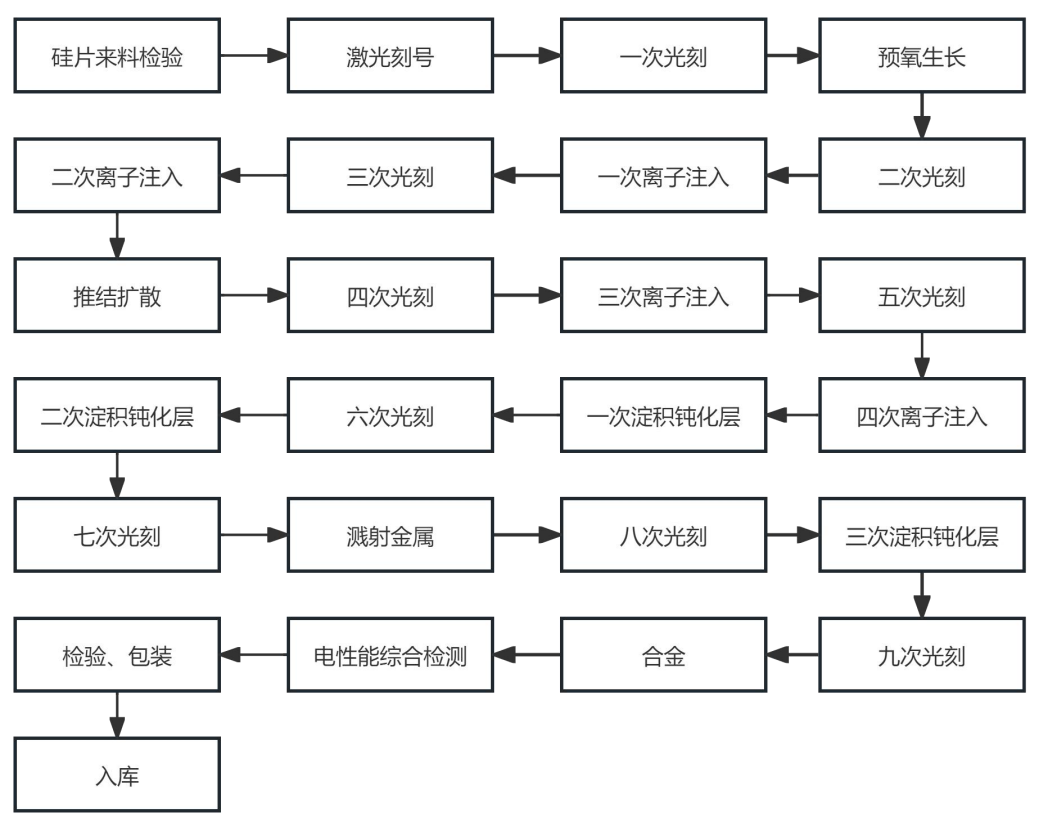 硅片来料检验
激光刻号
一次光刻
预氧生长
二次光刻
一次离子注入
三次光刻
二次离子注入
推结扩散
四次光刻
三次离子注入
五次光刻
四次离子注入
一次淀积钝化层
六次光刻
二次淀积钝化层
七次光刻
溅射金属
八次光刻
三次淀积钝化层
九次光刻
合金
电性能综合检测
检验、包装
入库